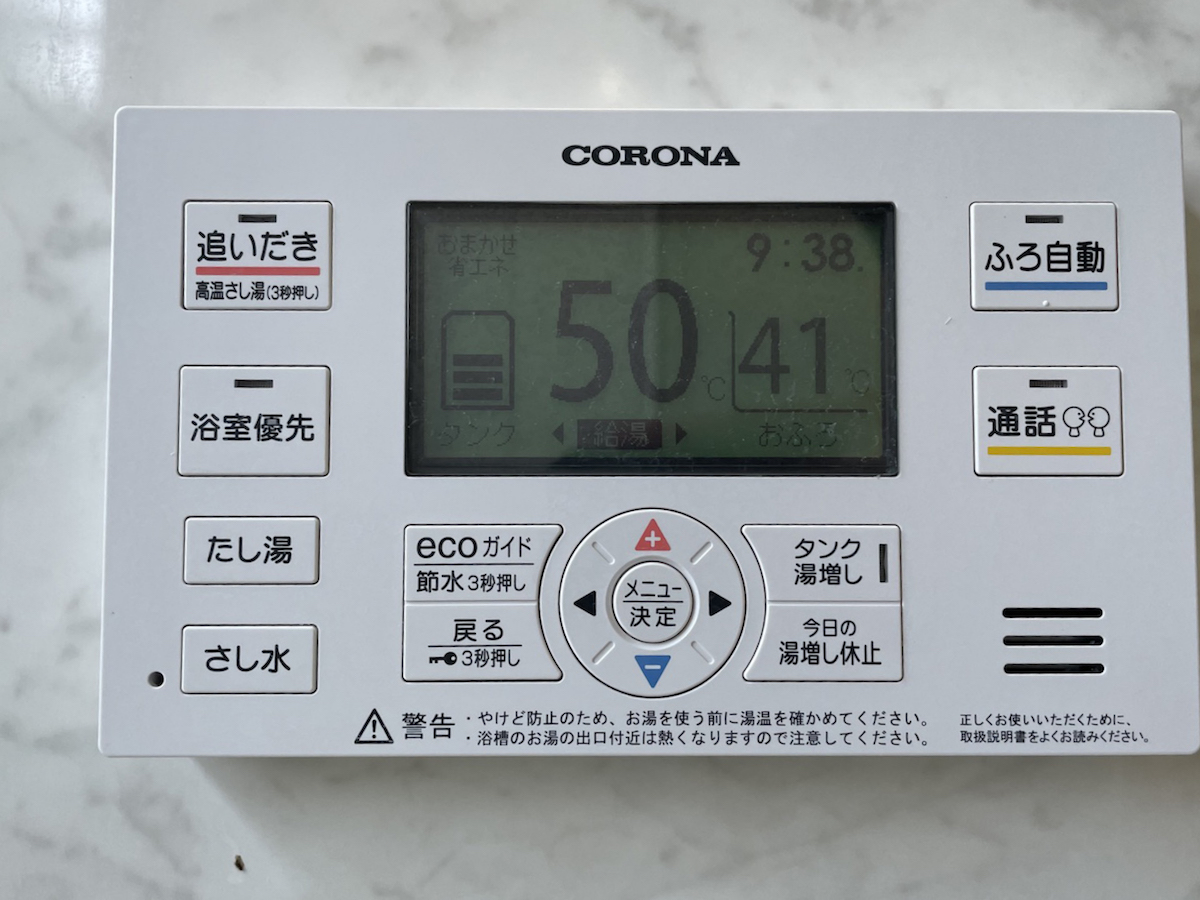 CORONA
追いだき
高温さし湯(3秒押し)
浴室優先
たし湯
さし水
おまかせ
省エネ
9:38
50℃
41℃
タンク
給湯
おふろ
ふろ自動
通話
ecoガイド
節水3秒押し
戻る
3秒押し
メニュー
決定
タンク
湯増し
今日の
湯増し休止
警告
・やけど防止のため、お湯を使う前に湯温を確かめてください。
・浴槽のお湯の出口付近は熱くなりますので注意してください。
正しくお使いいただくために、
取扱説明書をよくお読みください。